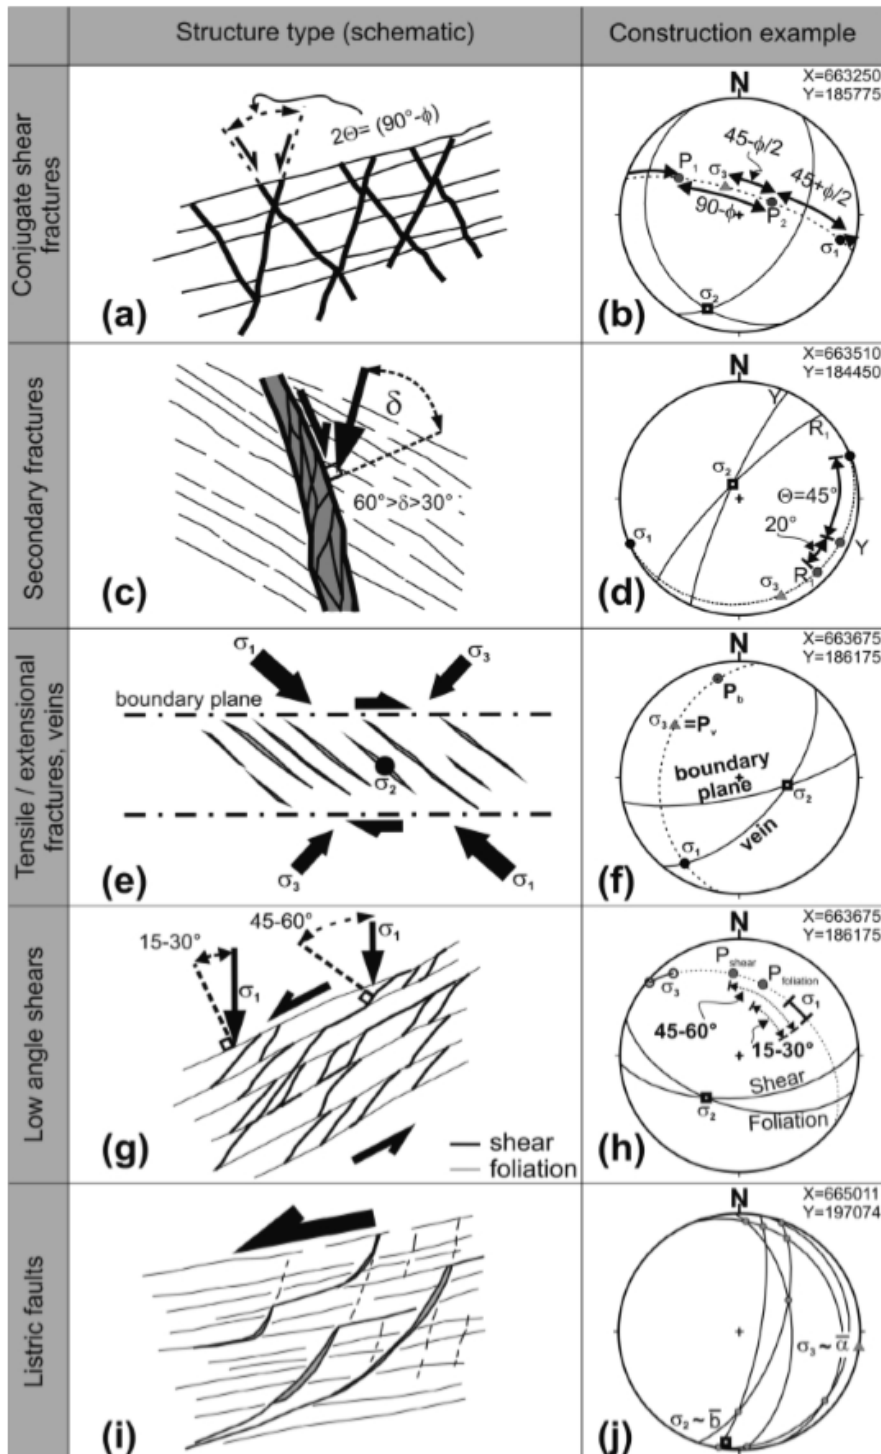 Structure type (schematic)
Construction example
Conjugate shear
fractures
2Θ= (90°-ϕ)
(a)
N
X=663250
Y=185775
45-ϕ/2
45+ϕ/2
P₁
σ₃
P₂
90-ϕ
σ₁
σ₂
(b)
Secondary fractures
δ
60°>δ>30°
(c)
N
X=663510
Y=184450
Y
R₁
σ₂
Θ=45°
20°
σ₁
Y
R₁
σ₃
(d)
Tensile / extensional
fractures, veins
σ₁
σ₃
boundary plane
σ₂
σ₃
σ₁
(e)
N
X=663675
Y=186175
P_b
σ₃ =P_v
boundary
plane
σ₂
vein
σ₁
(f)
Low angle shears
45-60°
15-30°
σ₁
σ₁
shear
foliation
(g)
N
X=663675
Y=186175
P_shear
P_foliation
σ₃
σ₁
45-60°
15-30°
Shear
σ₂
Foliation
(h)
Listric faults
(i)
N
X=665011
Y=197074
σ₃ ~ a̅
σ₂ ~ b̅
(j)